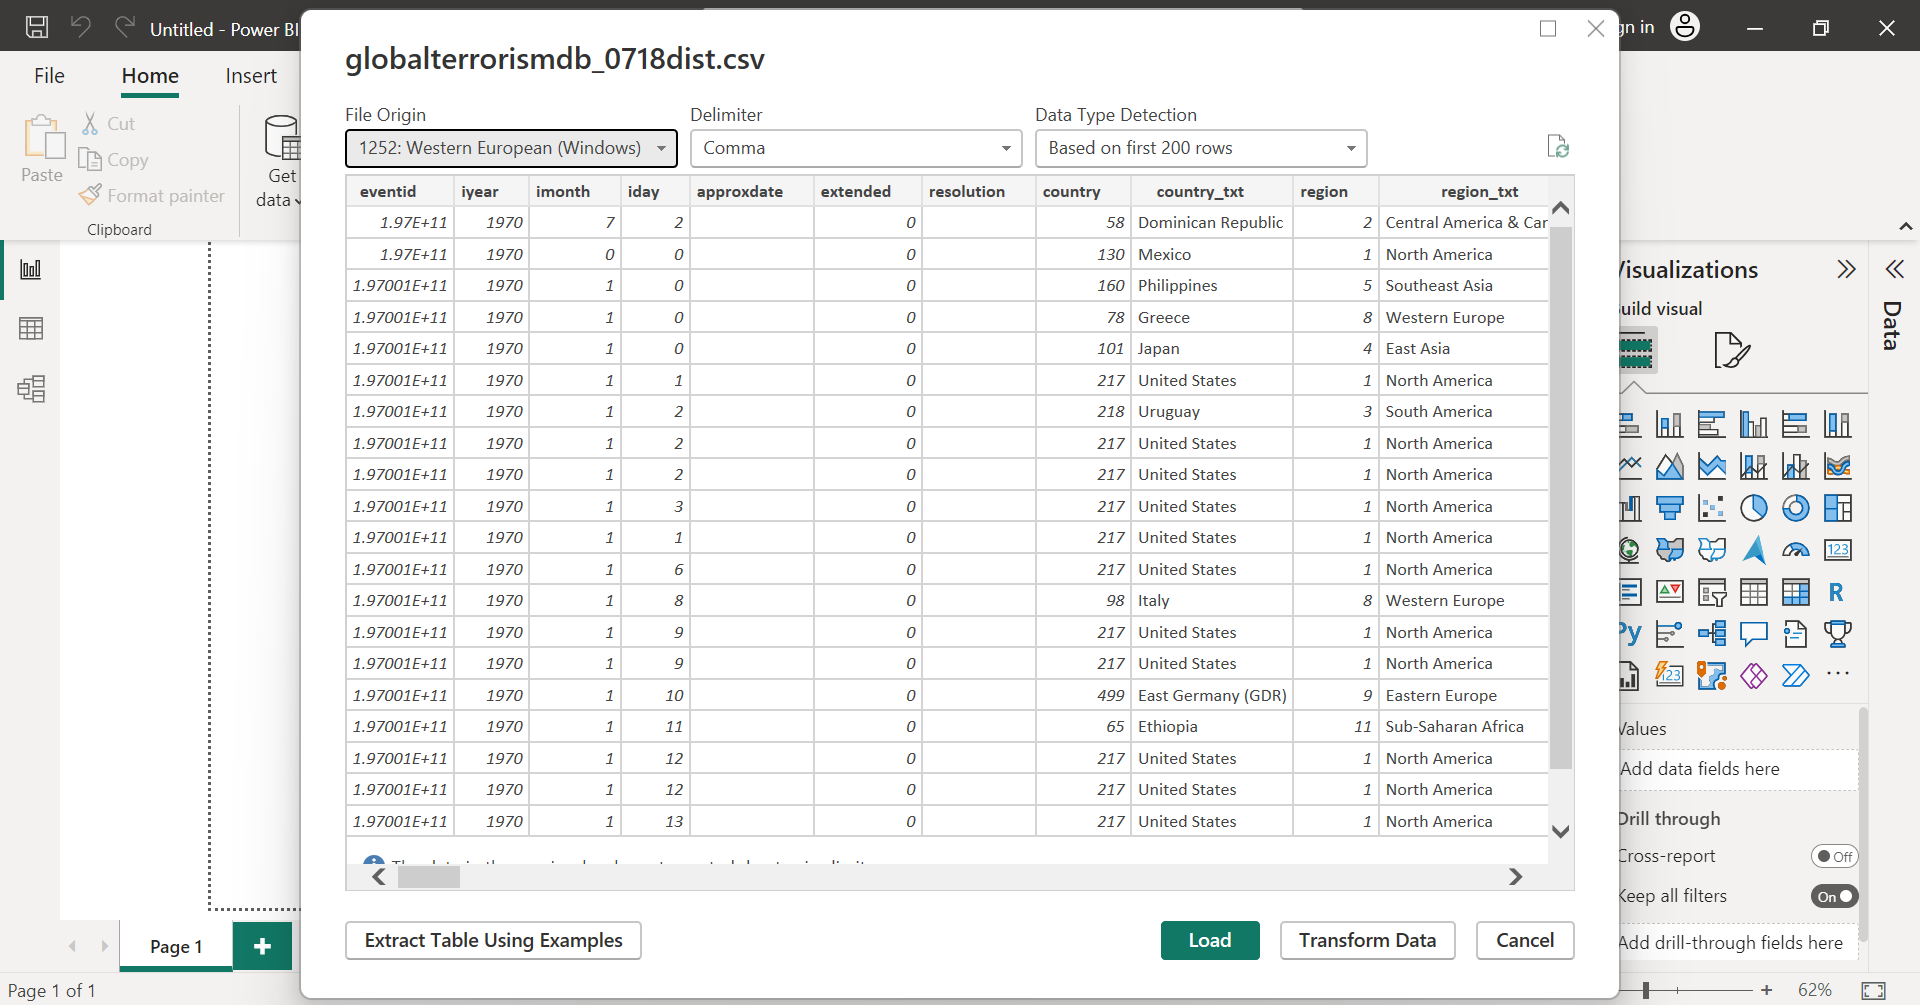 Untitled - Power BI
gn in
File
Home
Insert
Paste
Cut
Copy
Format painter
Clipboard
Get
data
globalterrorismdb_0718dist.csv
File Origin
Delimiter
Data Type Detection
1252: Western European (Windows)
Comma
Based on first 200 rows
eventid iyear imonth iday approxdate extended resolution country country_txt region region_txt
1.97E+11 1970 7 2 0 58 Dominican Republic 2 Central America & Car
1.97E+11 1970 0 0 0 130 Mexico 1 North America
1.97001E+11 1970 1 0 0 160 Philippines 5 Southeast Asia
1.97001E+11 1970 1 0 0 78 Greece 8 Western Europe
1.97001E+11 1970 1 0 0 101 Japan 4 East Asia
1.97001E+11 1970 1 1 0 217 United States 1 North America
1.97001E+11 1970 1 2 0 218 Uruguay 3 South America
1.97001E+11 1970 1 2 0 217 United States 1 North America
1.97001E+11 1970 1 2 0 217 United States 1 North America
1.97001E+11 1970 1 3 0 217 United States 1 North America
1.97001E+11 1970 1 1 0 217 United States 1 North America
1.97001E+11 1970 1 6 0 217 United States 1 North America
1.97001E+11 1970 1 8 0 98 Italy 8 Western Europe
1.97001E+11 1970 1 9 0 217 United States 1 North America
1.97001E+11 1970 1 9 0 217 United States 1 North America
1.97001E+11 1970 1 10 0 499 East Germany (GDR) 9 Eastern Europe
1.97001E+11 1970 1 11 0 65 Ethiopia 11 Sub-Saharan Africa
1.97001E+11 1970 1 12 0 217 United States 1 North America
1.97001E+11 1970 1 12 0 217 United States 1 North America
1.97001E+11 1970 1 13 0 217 United States 1 North America
Extract Table Using Examples
Load
Transform Data
Cancel
Visualizations
uild visual
Data
123
R
Py
123
Values
Add data fields here
Drill through
Cross-report
Off
Keep all filters
On
Add drill-through fields here
Page 1
Page 1 of 1
62%